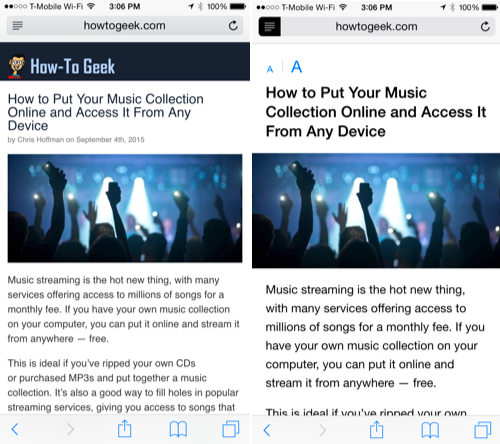 ●●○○○ T-Mobile Wi-Fi 3:06 PM 100%
howtogeek.com
How-To Geek
How to Put Your Music Collection
Online and Access It From Any
Device
by Chris Hoffman on September 4th, 2015
Music streaming is the hot new thing, with many
services offering access to millions of songs for a
monthly fee. If you have your own music collection
on your computer, you can put it online and stream it
from anywhere — free.
This is ideal if you’ve ripped your own CDs
or purchased MP3s and put together a music
collection. It’s also a good way to fill holes in popular
streaming services, giving you access to songs that
●●○○○ T-Mobile Wi-Fi 3:06 PM 100%
howtogeek.com
A A
How to Put Your Music
Collection Online and Access It
From Any Device
Music streaming is the hot new thing,
with many services offering access to
millions of songs for a monthly fee. If you
have your own music collection on your
computer, you can put it online and
stream it from anywhere — free.
This is ideal if you’ve ripped your own